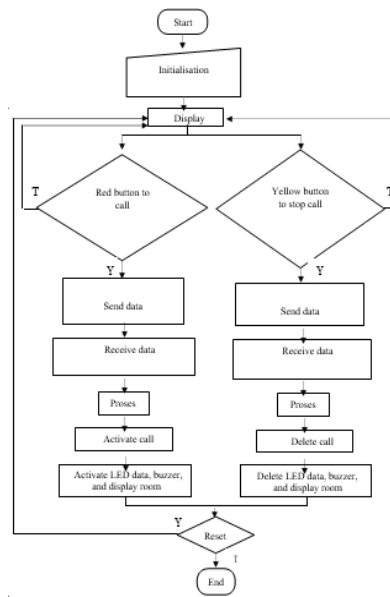 Start
Initialisation
Display
T
Red button to
call
Yellow button
to stop call
T
Y
Y
Send data
Send data
Receive data
Receive data
Proses
Proses
Activate call
Delete call
Activate LED data, buzzer,
and display room
Delete LED data, buzzer,
and display room
Y
Reset
T
End